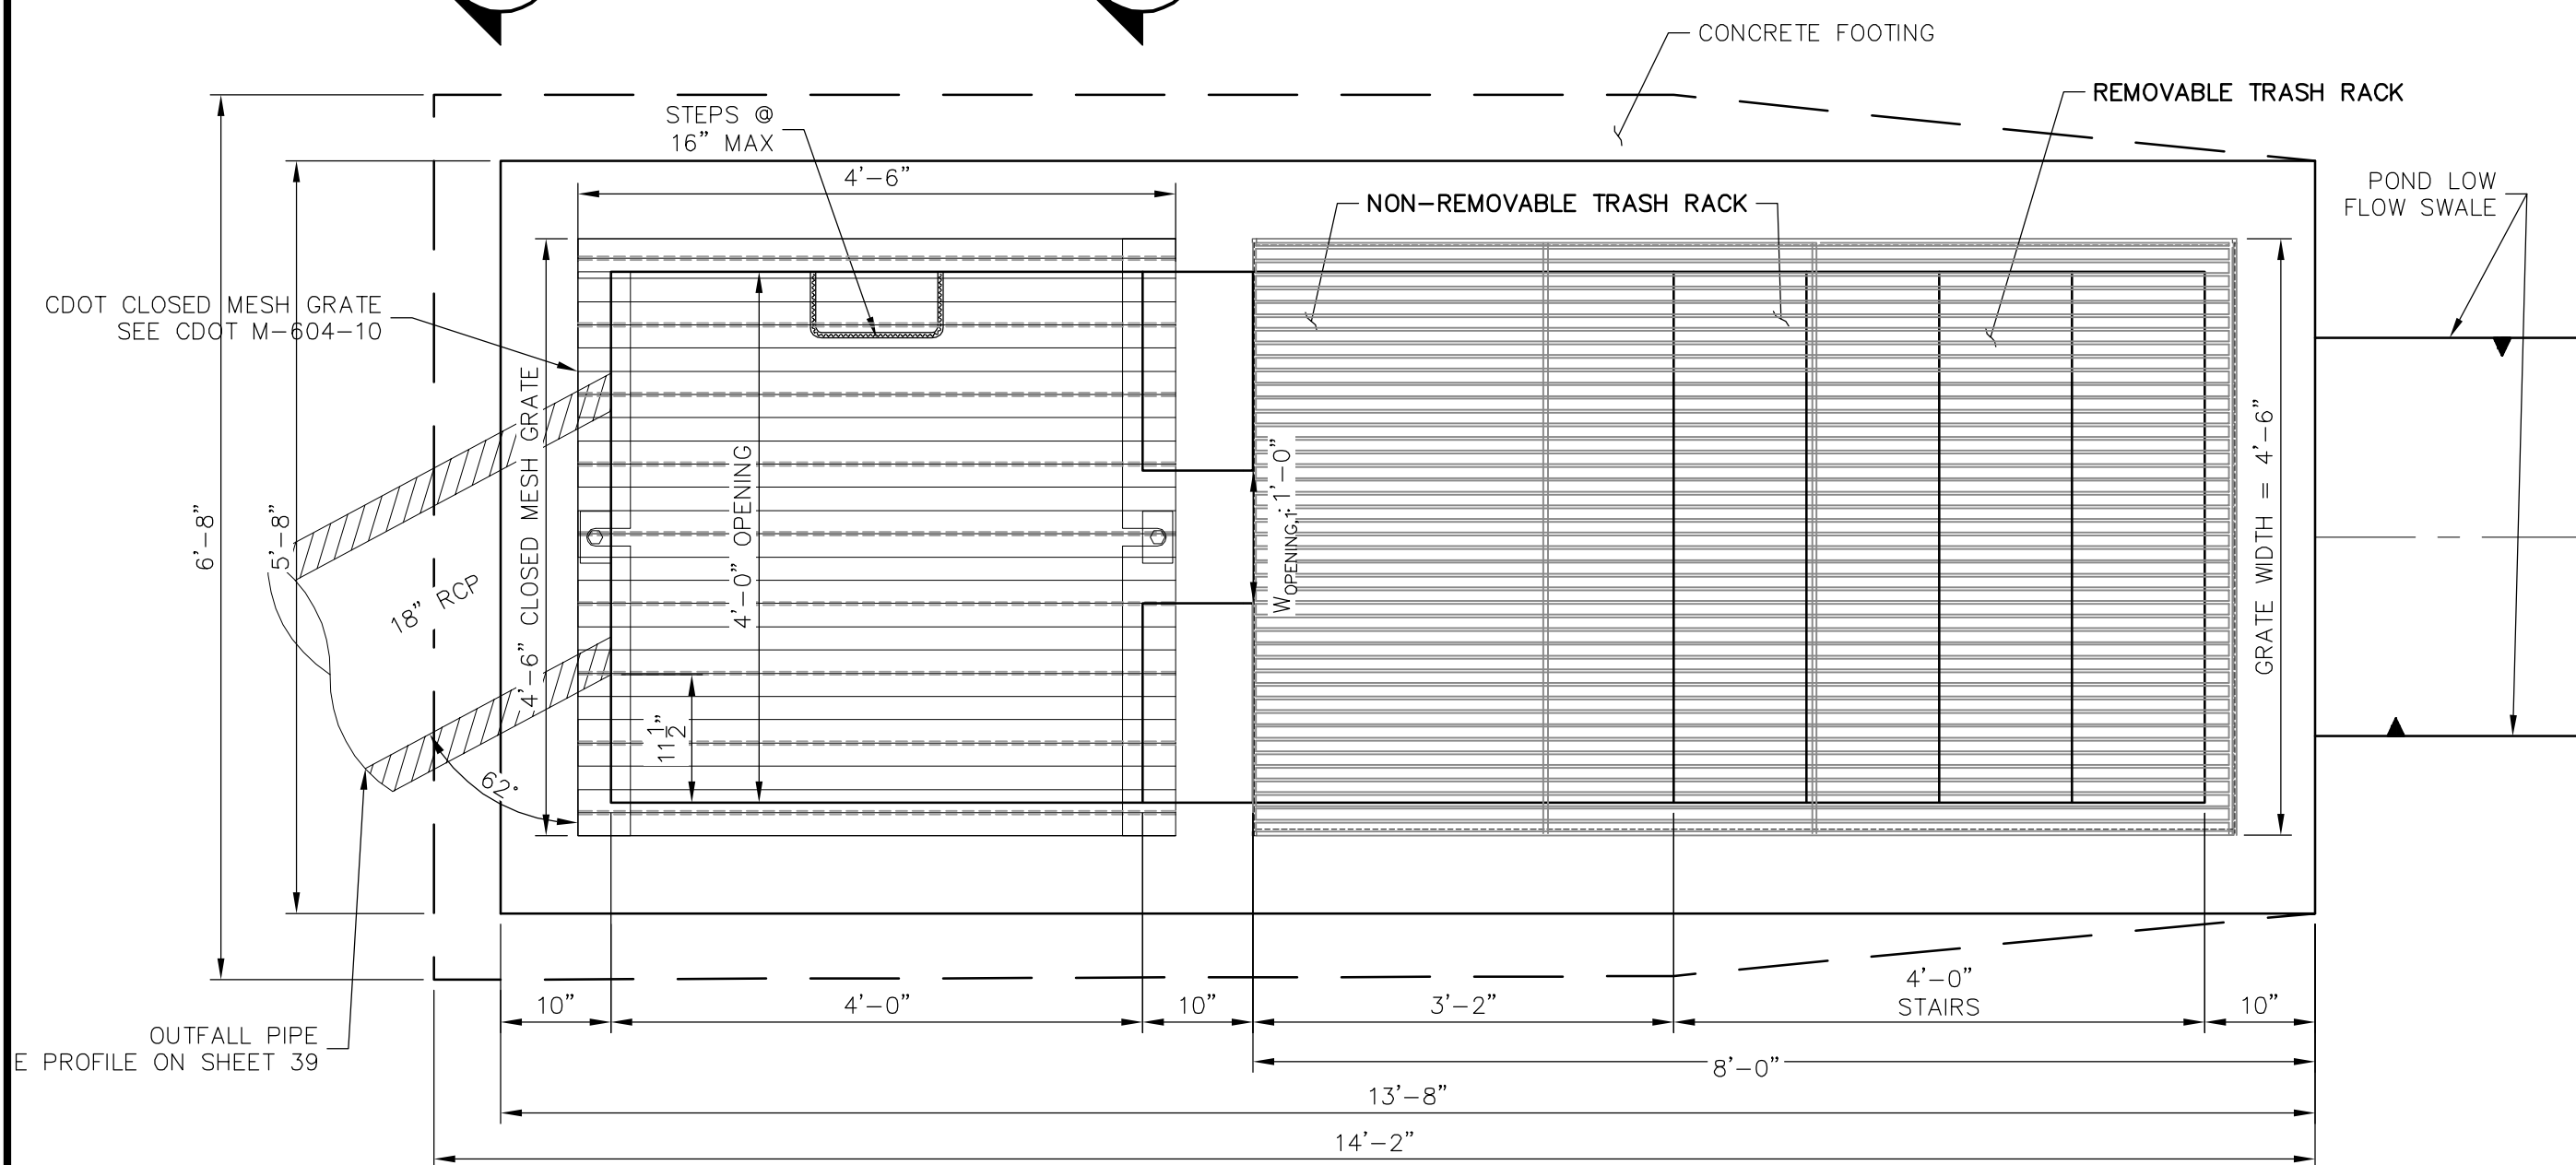 CONCRETE FOOTING
REMOVABLE TRASH RACK
STEPS @
16" MAX
4'-6"
NON-REMOVABLE TRASH RACK
POND LOW
FLOW SWALE
CDOT CLOSED MESH GRATE
SEE CDOT M-604-10
6'-8"
5'-8"
4'-6" CLOSED MESH GRATE
4'-0" OPENING
11 1/2"
WOPENING,1: 1'-0"
GRATE WIDTH = 4'-6"
18" RCP
62°
10"
4'-0"
10"
3'-2"
4'-0"
STAIRS
10"
OUTFALL PIPE
E PROFILE ON SHEET 39
8'-0"
13'-8"
14'-2"